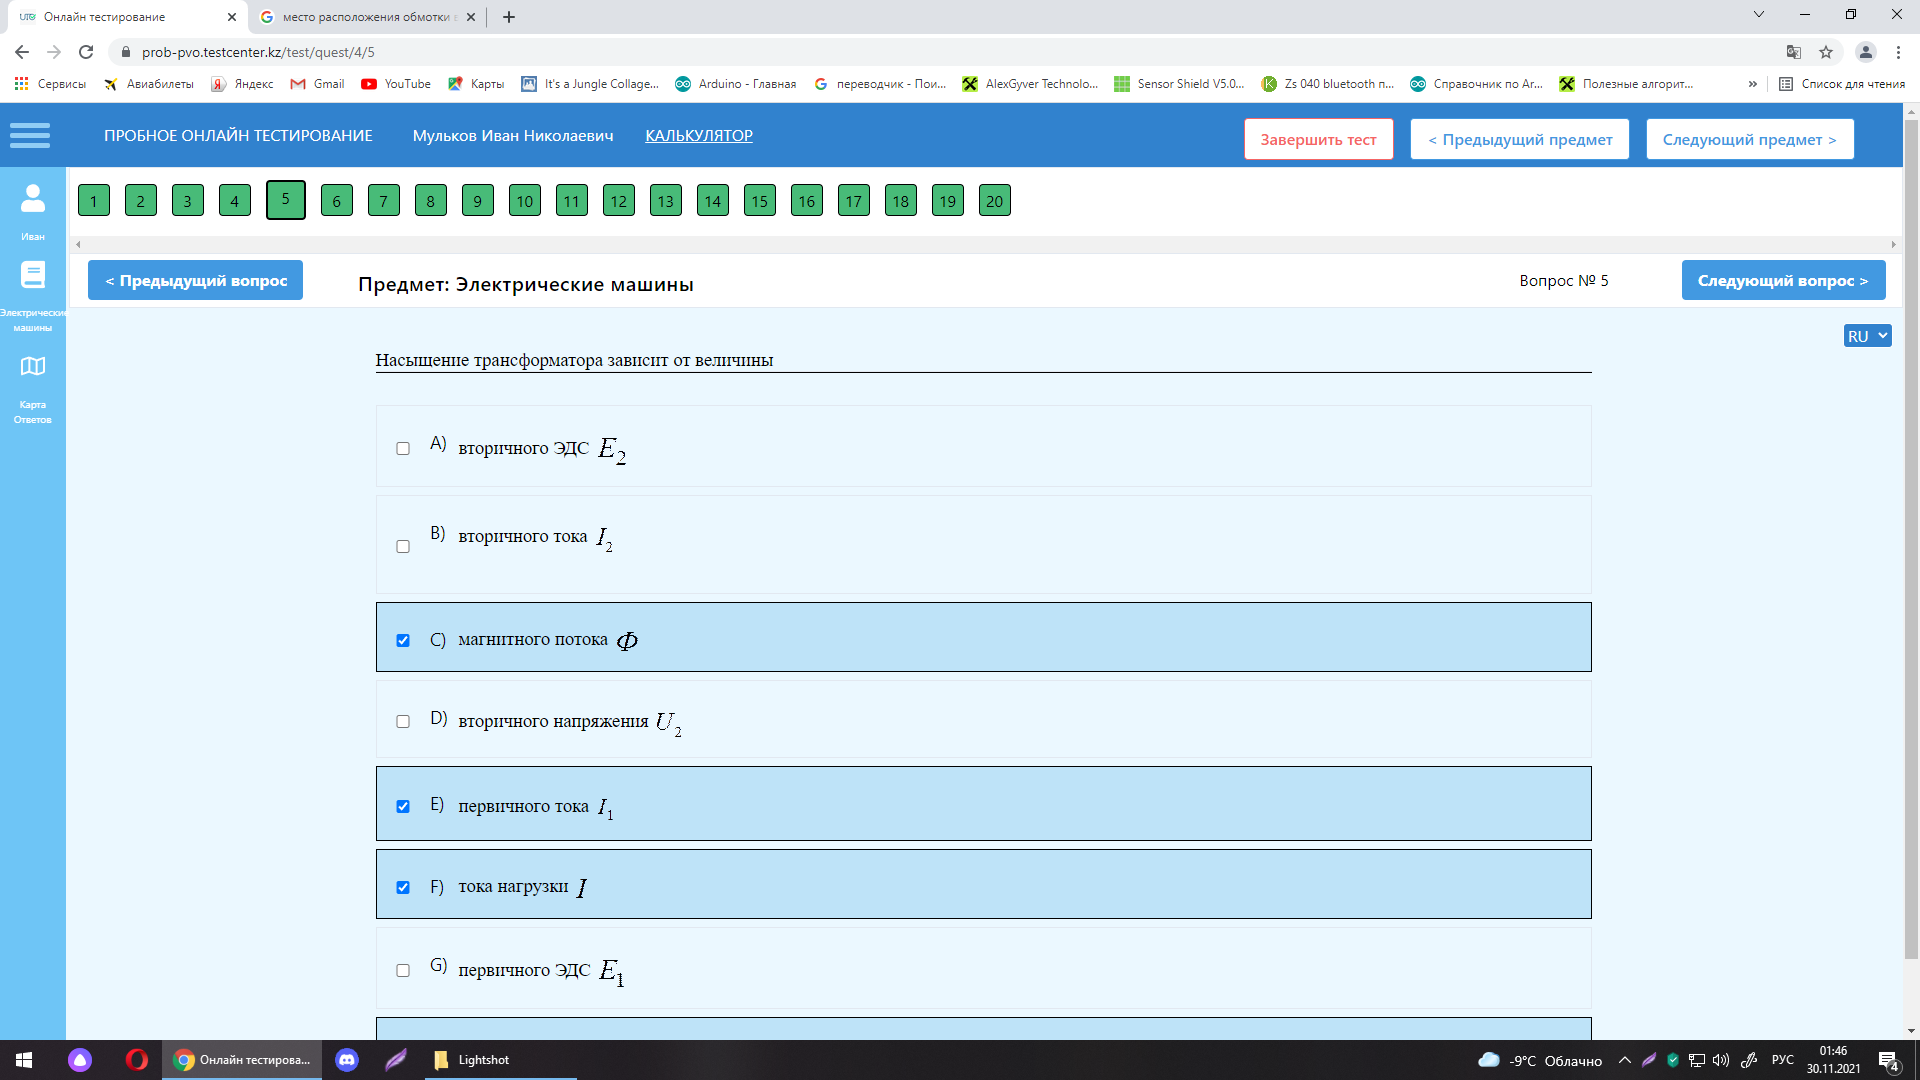 Онлайн тестирование
место расположения обмотки в
prob-pvo.testcenter.kz/test/quest/4/5
Сервисы Авиабилеты Яндекс Gmail YouTube Карты It's a Jungle Collage... Arduino - Главная переводчик - Пои... AlexGyver Technolo... Sensor Shield V5.0... Zs 040 bluetooth п... Справочник по Ar... Полезные алгорит... » Список для чтения
ПРОБНОЕ ОНЛАЙН ТЕСТИРОВАНИЕ Мульков Иван Николаевич КАЛЬКУЛЯТОР Завершить тест < Предыдущий предмет Следующий предмет >
1 2 3 4 5 6 7 8 9 10 11 12 13 14 15 16 17 18 19 20
Иван
Электрические
машины
Карта
Ответов
< Предыдущий вопрос Предмет: Электрические машины Вопрос № 5 Следующий вопрос >
RU
Насыщение трансформатора зависит от величины
A) вторичного ЭДС E₂
B) вторичного тока I₂
C) магнитного потока Ф
D) вторичного напряжения U₂
E) первичного тока I₁
F) тока нагрузки I
G) первичного ЭДС E₁
Онлайн тестирова... Lightshot -9°C Облачно РУС 01:46
30.11.2021
4